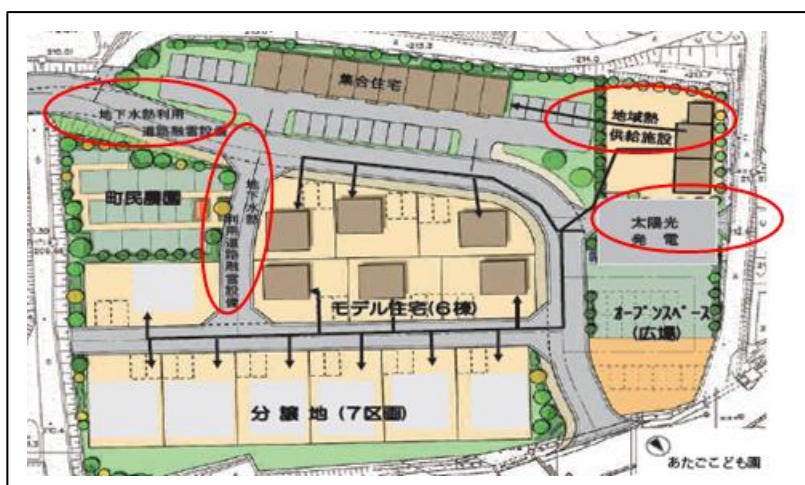 集合住宅
地下水熱利用
道路融雪設備
地域熱
供給施設
町民農園
地下水熱
利用道路融雪設備
太陽光
発電
モデル住宅(6棟)
オープンスペース
(広場)
分譲地(7区画)
あたごこども園